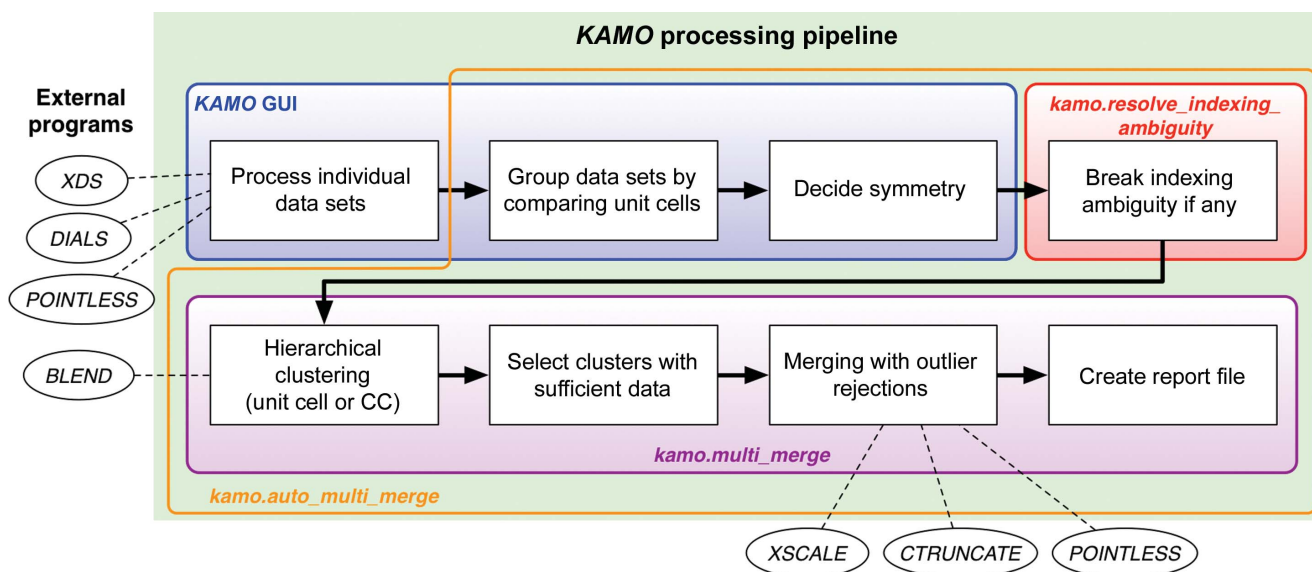 KAMO processing pipeline
External
programs
KAMO GUI
kamo.resolve_indexing_
ambiguity
XDS
DIALS
POINTLESS
Process individual
data sets
Group data sets by
comparing unit cells
Decide symmetry
Break indexing
ambiguity if any
BLEND
Hierarchical
clustering
(unit cell or CC)
Select clusters with
sufficient data
Merging with outlier
rejections
Create report file
kamo.multi_merge
kamo.auto_multi_merge
XSCALE
CTRUNCATE
POINTLESS